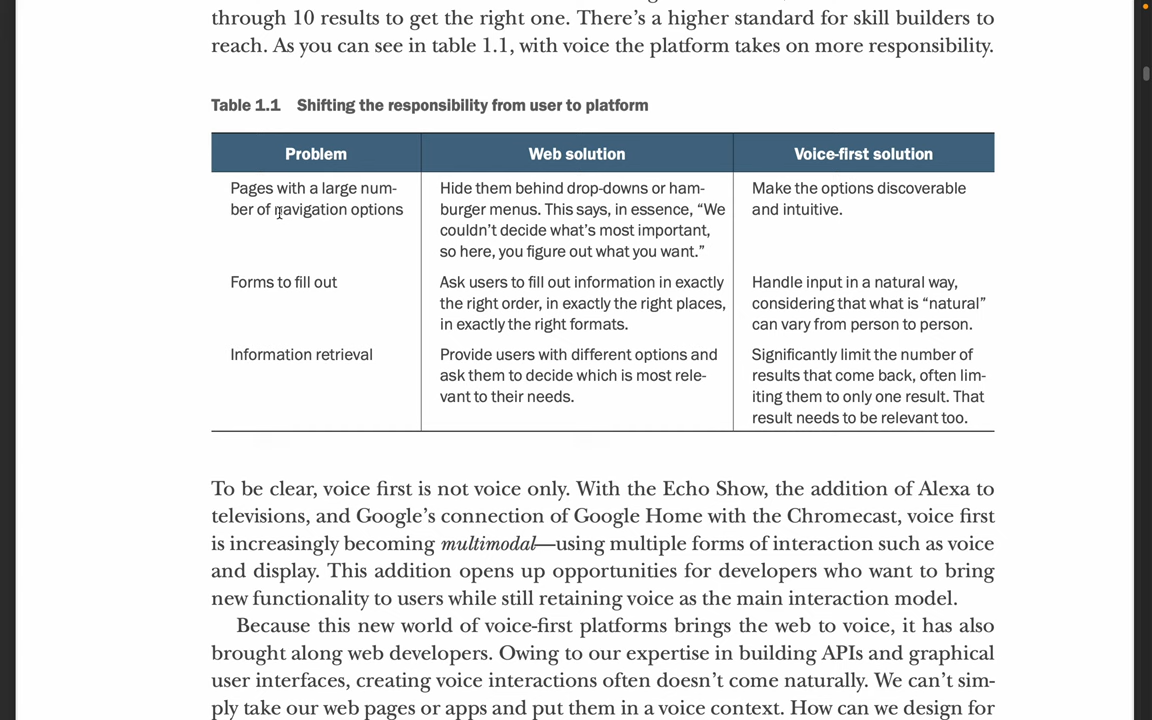 through 10 results to get the right one. There's a higher standard for skill builders to
reach. As you can see in table 1.1, with voice the platform takes on more responsibility.
Table 1.1 Shifting the responsibility from user to platform
Problem
Web solution
Voice-first solution
Pages with a large num-
ber of navigation options
Hide them behind drop-downs or ham-
burger menus. This says, in essence, “We
couldn't decide what's most important,
so here, you figure out what you want.”
Make the options discoverable
and intuitive.
Forms to fill out
Ask users to fill out information in exactly
the right order, in exactly the right places,
in exactly the right formats.
Handle input in a natural way,
considering that what is “natural”
can vary from person to person.
Information retrieval
Provide users with different options and
ask them to decide which is most rele-
vant to their needs.
Significantly limit the number of
results that come back, often lim-
iting them to only one result. That
result needs to be relevant too.
To be clear, voice first is not voice only. With the Echo Show, the addition of Alexa to
televisions, and Google's connection of Google Home with the Chromecast, voice first
is increasingly becoming multimodal—using multiple forms of interaction such as voice
and display. This addition opens up opportunities for developers who want to bring
new functionality to users while still retaining voice as the main interaction model.
Because this new world of voice-first platforms brings the web to voice, it has also
brought along web developers. Owing to our expertise in building APIs and graphical
user interfaces, creating voice interactions often doesn't come naturally. We can't sim-
ply take our web pages or apps and put them in a voice context. How can we design for